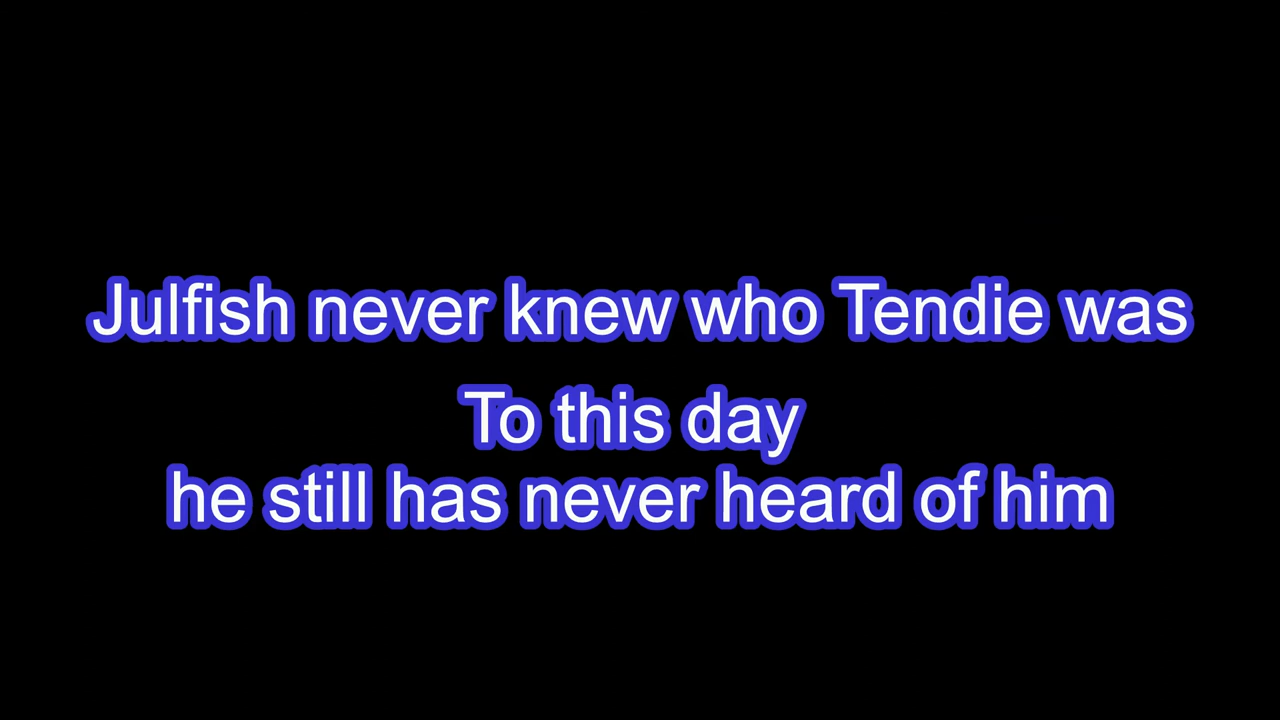 Julfish never knew who Tendie was
To this day
he still has never heard of him